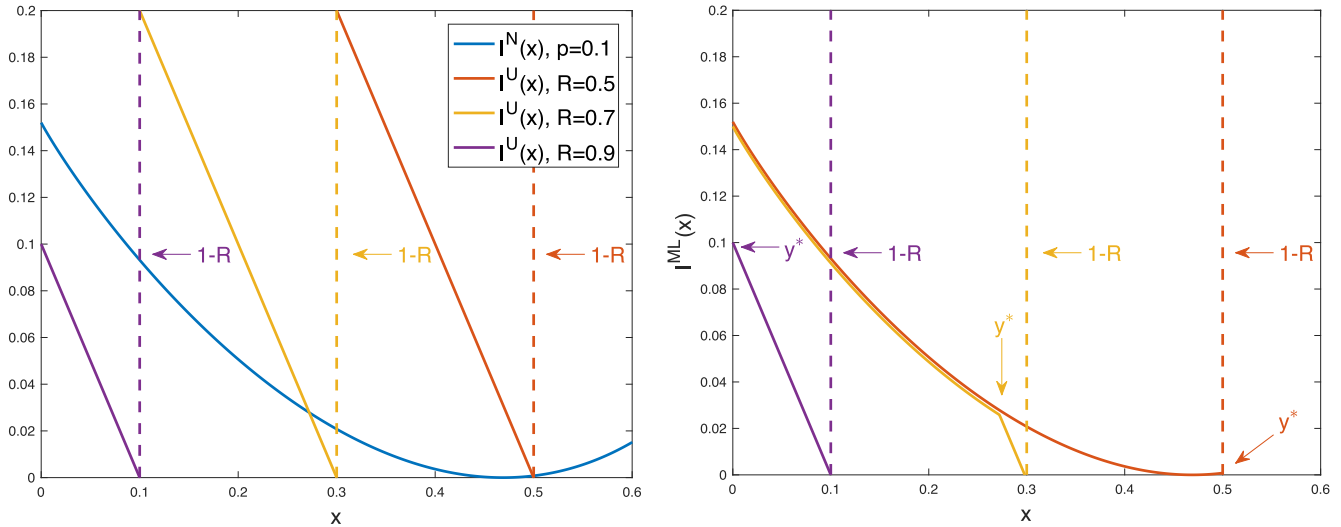 0.2
0.18
0.16
0.14
0.12
0.1
0.08
0.06
0.04
0.02
0
0 0.1 0.2 0.3 0.4 0.5 0.6
x
I^N(x), p=0.1
I^U(x), R=0.5
I^U(x), R=0.7
I^U(x), R=0.9
1-R
1-R
1-R
0.2
0.18
0.16
0.14
0.12
0.1
0.08
0.06
0.04
0.02
0
0 0.1 0.2 0.3 0.4 0.5 0.6
x
I^ML(x)
y*
1-R
1-R
1-R
y*
y*